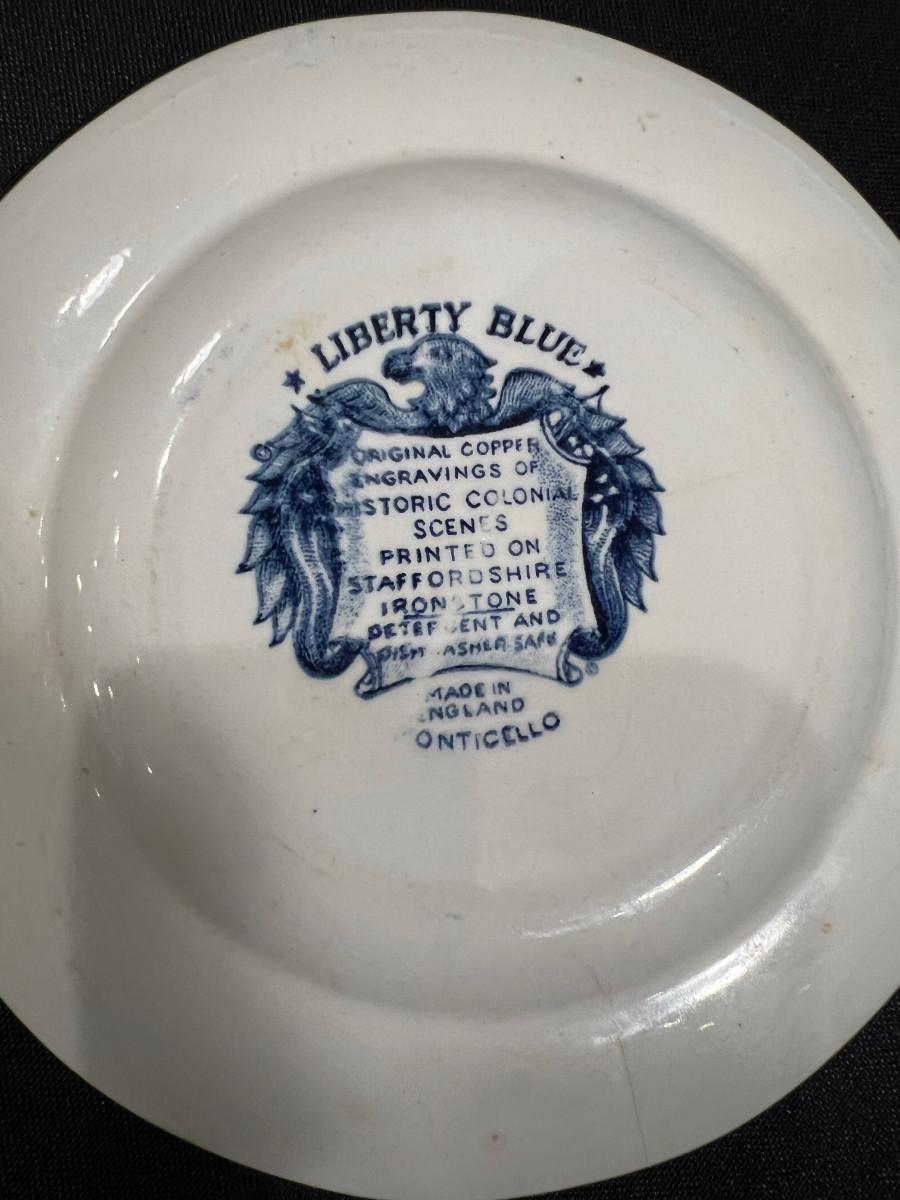 ★ LIBERTY BLUE ★
ORIGINAL COPPER
ENGRAVINGS OF
HISTORIC COLONIAL
SCENES
PRINTED ON
STAFFORDSHIRE
IRONSTONE
DETERGENT AND
DISHWASHER SAFE
®
MADE IN
ENGLAND
MONTICELLO